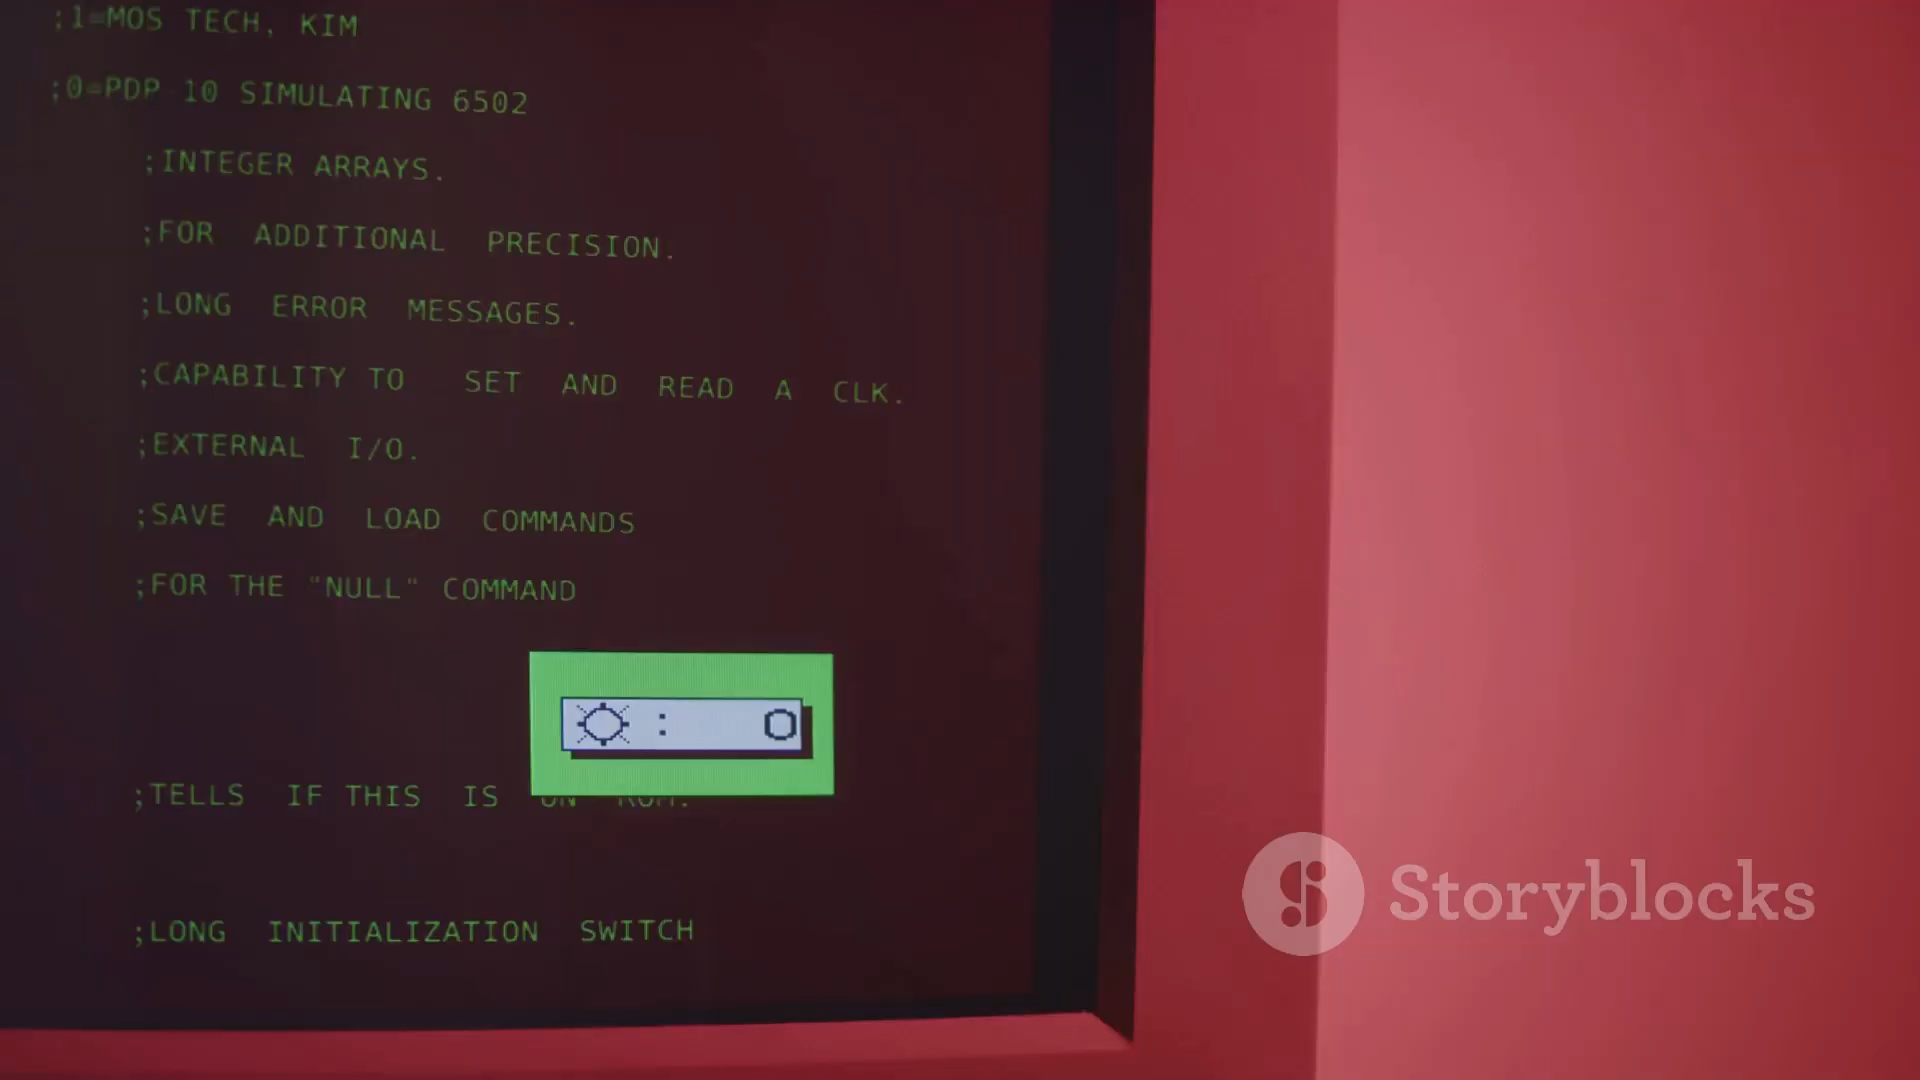 ;1=MOS TECH, KIM
;0=PDP 10 SIMULATING 6502
;INTEGER ARRAYS.
;FOR ADDITIONAL PRECISION.
;LONG ERROR MESSAGES.
;CAPABILITY TO SET AND READ A CLK.
;EXTERNAL I/O.
;SAVE AND LOAD COMMANDS
;FOR THE "NULL" COMMAND
: 0
;TELLS IF THIS IS ON ROM.
;LONG INITIALIZATION SWITCH
Storyblocks